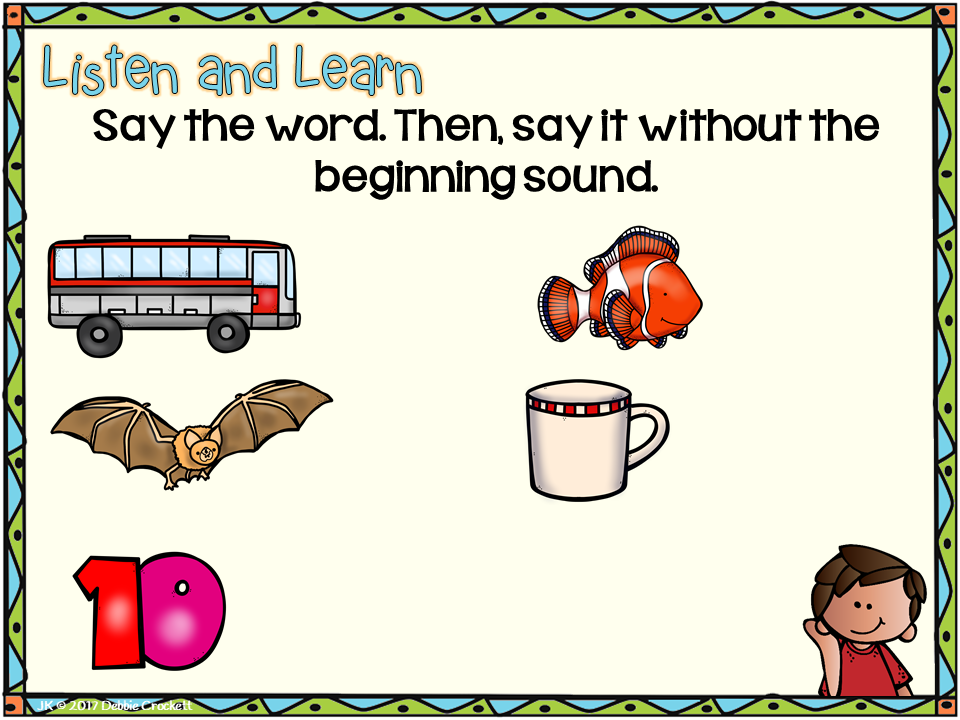 Listen and Learn
Say the word. Then, say it without the
beginning sound.
10
JK © 2017 Debbie Crockett